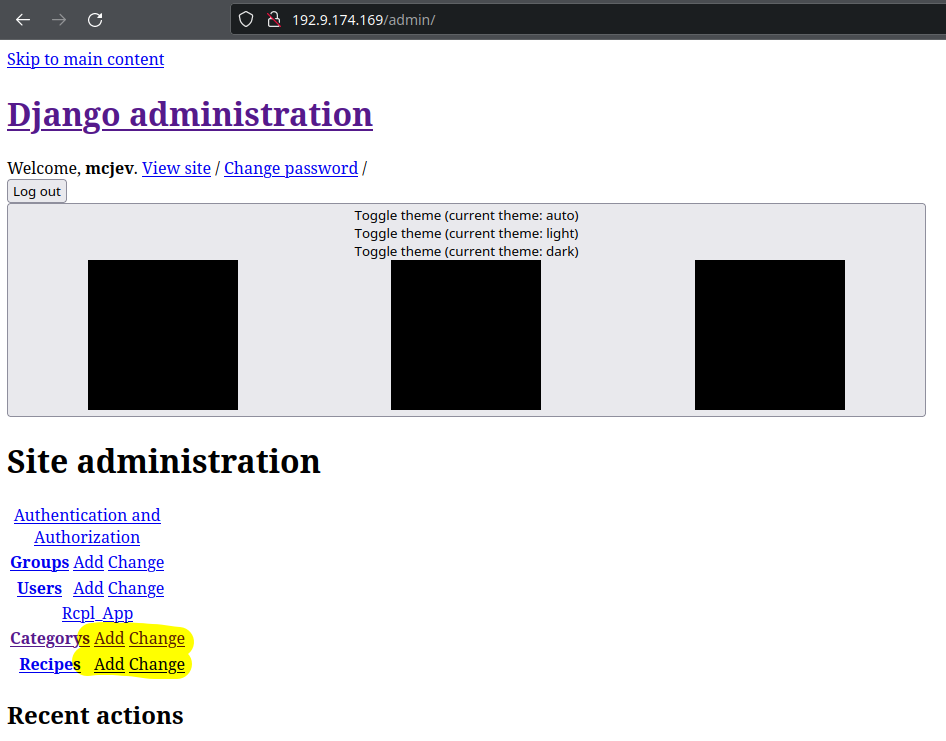 192.9.174.169/admin/
Skip to main content
Django administration
Welcome, mcjev. View site / Change password /
Log out
Toggle theme (current theme: auto)
Toggle theme (current theme: light)
Toggle theme (current theme: dark)
Site administration
Authentication and
Authorization
Groups Add Change
Users Add Change
Rcpl_App
Categorys Add Change
Recipes Add Change
Recent actions